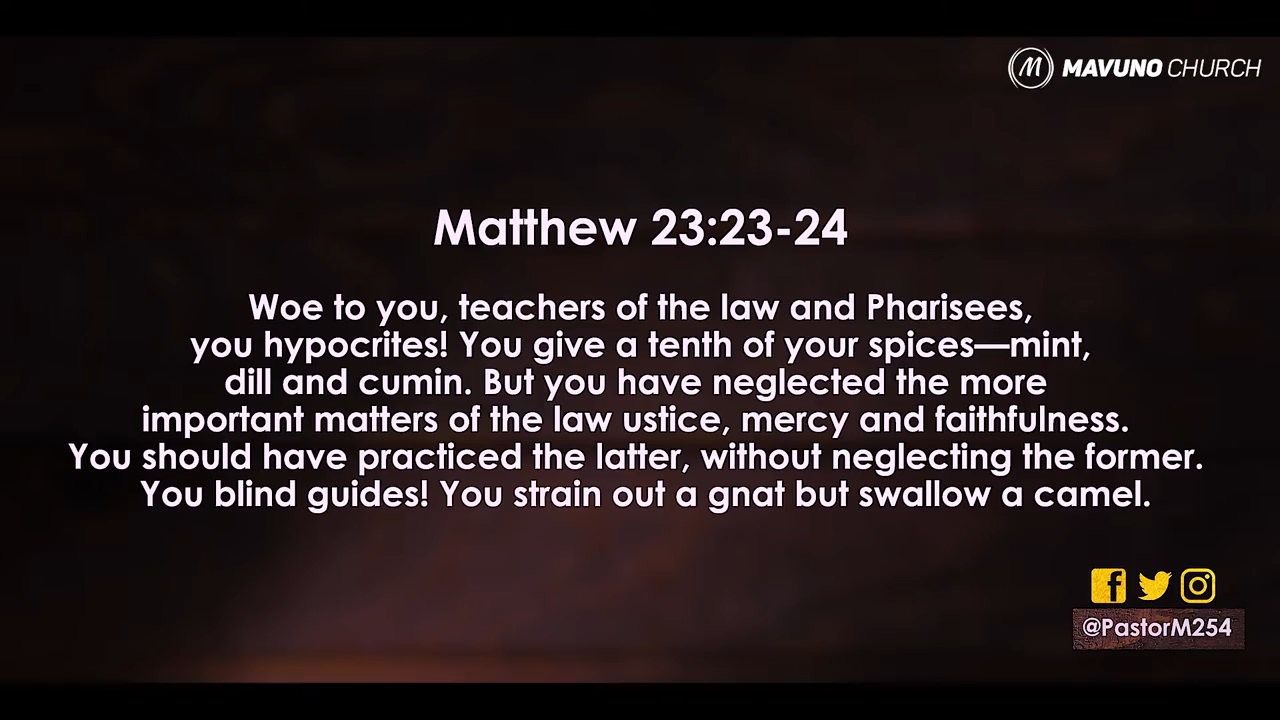 MAVUNO CHURCH
Matthew 23:23-24
Woe to you, teachers of the law and Pharisees,
you hypocrites! You give a tenth of your spices—mint,
dill and cumin. But you have neglected the more
important matters of the law ustice, mercy and faithfulness.
You should have practiced the latter, without neglecting the former.
You blind guides! You strain out a gnat but swallow a camel.
@PastorM254